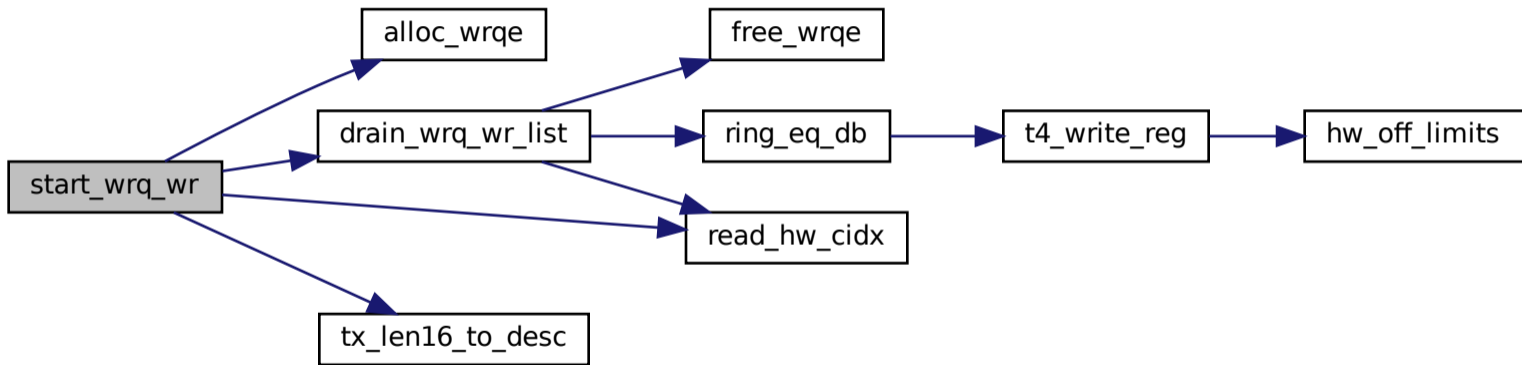 alloc_wrqe
free_wrqe
drain_wrq_wr_list
ring_eq_db
t4_write_reg
hw_off_limits
start_wrq_wr
read_hw_cidx
tx_len16_to_desc